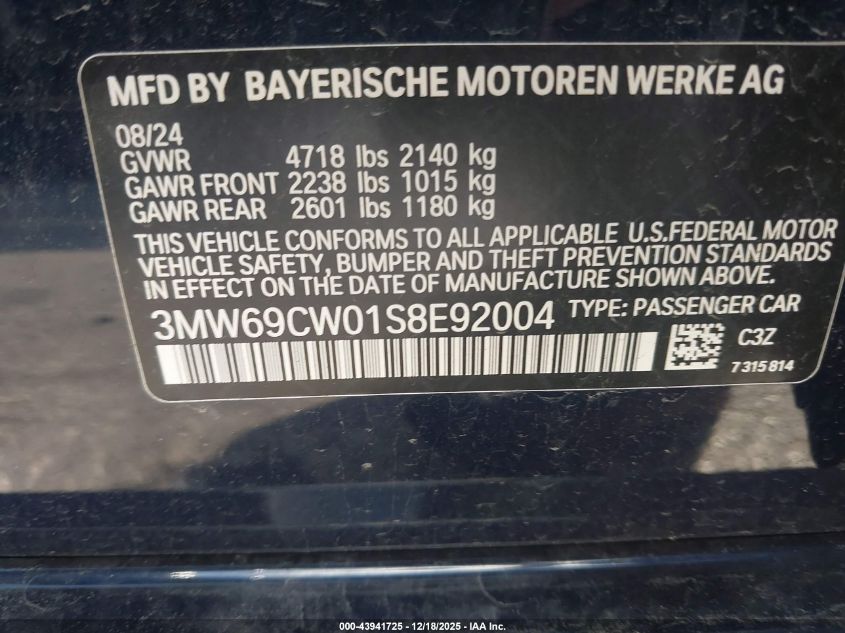 MFD BY BAYERISCHE MOTOREN WERKE AG
08/24
GVWR 4718 lbs 2140 kg
GAWR FRONT 2238 lbs 1015 kg
GAWR REAR 2601 lbs 1180 kg
THIS VEHICLE CONFORMS TO ALL APPLICABLE U.S.FEDERAL MOTOR
VEHICLE SAFETY, BUMPER AND THEFT PREVENTION STANDARDS
IN EFFECT ON THE DATE OF MANUFACTURE SHOWN ABOVE.
3MW69CW01S8E92004 TYPE: PASSENGER CAR
C3Z
7315814
000-43941725 - 12/18/2025 - IAA Inc.